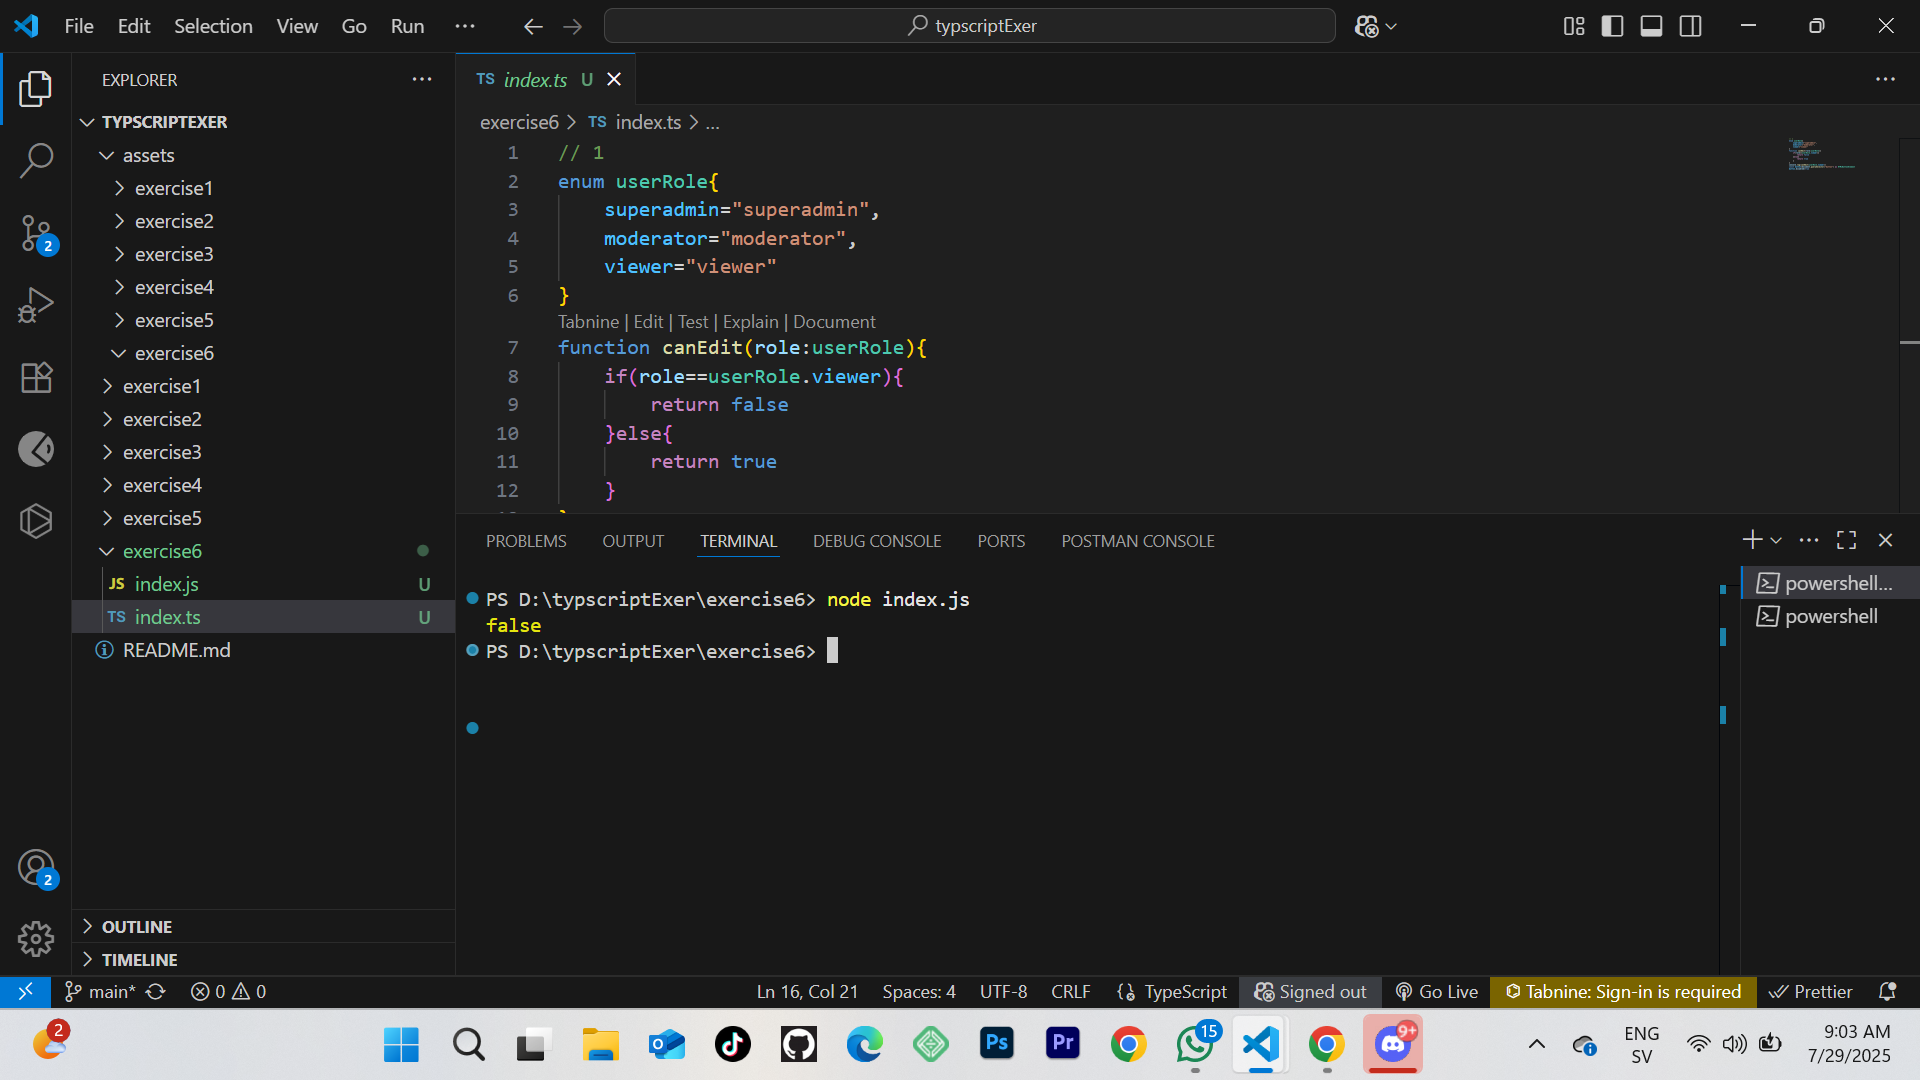 File Edit Selection View Go Run ··· typscriptExer
EXPLORER
TYPSCRIPTEXER
assets
exercise1
exercise2
exercise3
exercise4
exercise5
exercise6
exercise1
exercise2
exercise3
exercise4
exercise5
exercise6
JS index.js U
TS index.ts U
README.md
OUTLINE
TIMELINE
2
2
TS index.ts U
exercise6 > TS index.ts > ...
1 // 1
2 enum userRole{
3 superadmin="superadmin",
4 moderator="moderator",
5 viewer="viewer"
6 }
Tabnine | Edit | Test | Explain | Document
7 function canEdit(role:userRole){
8 if(role==userRole.viewer){
9 return false
10 }else{
11 return true
12 }
PROBLEMS OUTPUT TERMINAL DEBUG CONSOLE PORTS POSTMAN CONSOLE
PS D:\typscriptExer\exercise6> node index.js
false
PS D:\typscriptExer\exercise6>
powershell...
powershell
main* 0 0 Ln 16, Col 21 Spaces: 4 UTF-8 CRLF TypeScript Signed out Go Live Tabnine: Sign-in is required Prettier
2 Ps Pr 15 9+
ENG
SV
9:03 AM
7/29/2025